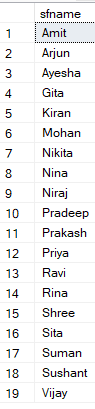 sfname
1 Amit
2 Arjun
3 Ayesha
4 Gita
5 Kiran
6 Mohan
7 Nikita
8 Nina
9 Niraj
10 Pradeep
11 Prakash
12 Priya
13 Ravi
14 Rina
15 Shree
16 Sita
17 Suman
18 Sushant
19 Vijay